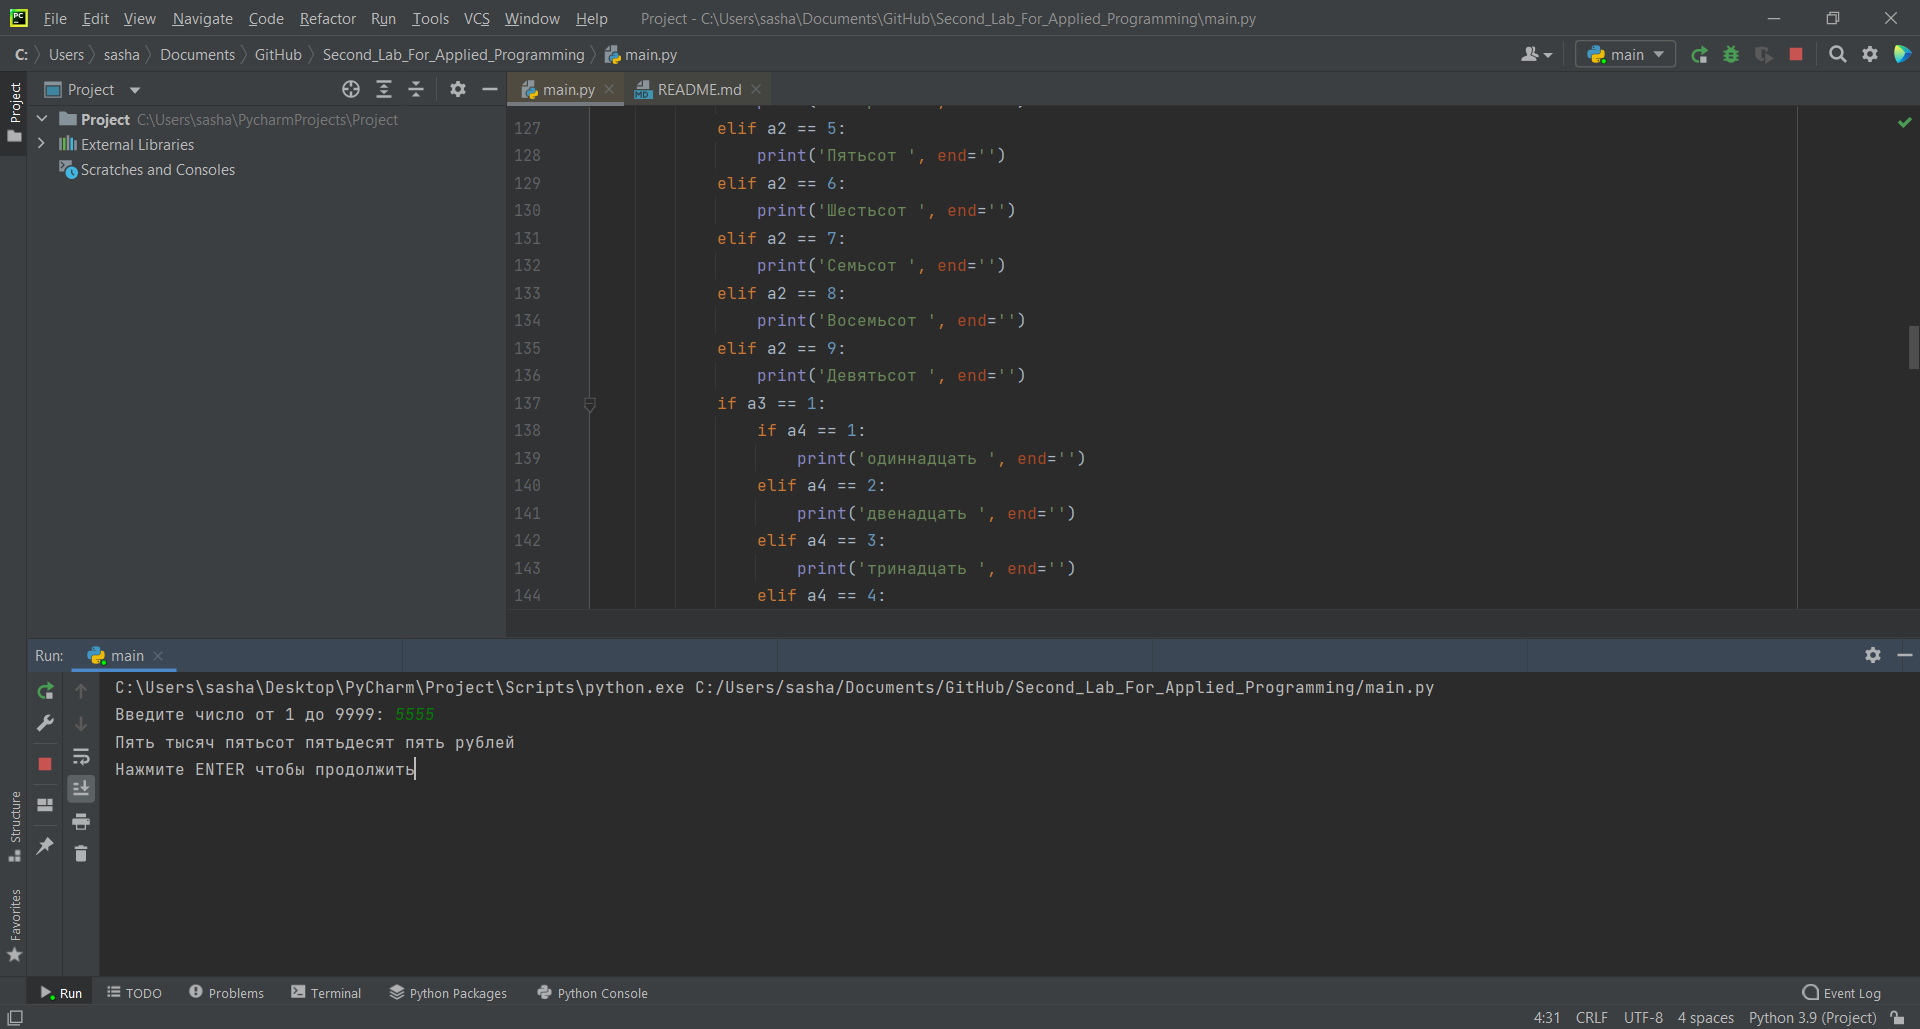 PC File Edit View Navigate Code Refactor Run Tools VCS Window Help Project - C:\Users\sasha\Documents\GitHub\Second_Lab_For_Applied_Programming\main.py
C: Users sasha Documents GitHub Second_Lab_For_Applied_Programming main.py main
Project
Project
main.py
MD README.md
Project C:\Users\sasha\PycharmProjects\Project
External Libraries
Scratches and Consoles
127 elif a2 == 5:
128 print('Пятьсот ', end='')
129 elif a2 == 6:
130 print('Шестьсот ', end='')
131 elif a2 == 7:
132 print('Семьсот ', end='')
133 elif a2 == 8:
134 print('Восемьсот ', end='')
135 elif a2 == 9:
136 print('Девятьсот ', end='')
137 if a3 == 1:
138 if a4 == 1:
139 print('одиннадцать ', end='')
140 elif a4 == 2:
141 print('двенадцать ', end='')
142 elif a4 == 3:
143 print('тринадцать ', end='')
144 elif a4 == 4:
Run: main
C:\Users\sasha\Desktop\PyCharm\Project\Scripts\python.exe C:/Users/sasha/Documents/GitHub/Second_Lab_For_Applied_Programming/main.py
Введите число от 1 до 9999: 5555
Пять тысяч пятьсот пятьдесят пять рублей
Нажмите ENTER чтобы продолжить
Structure
Favorites
Run TODO Problems Terminal Python Packages Python Console Event Log
4:31 CRLF UTF-8 4 spaces Python 3.9 (Project)